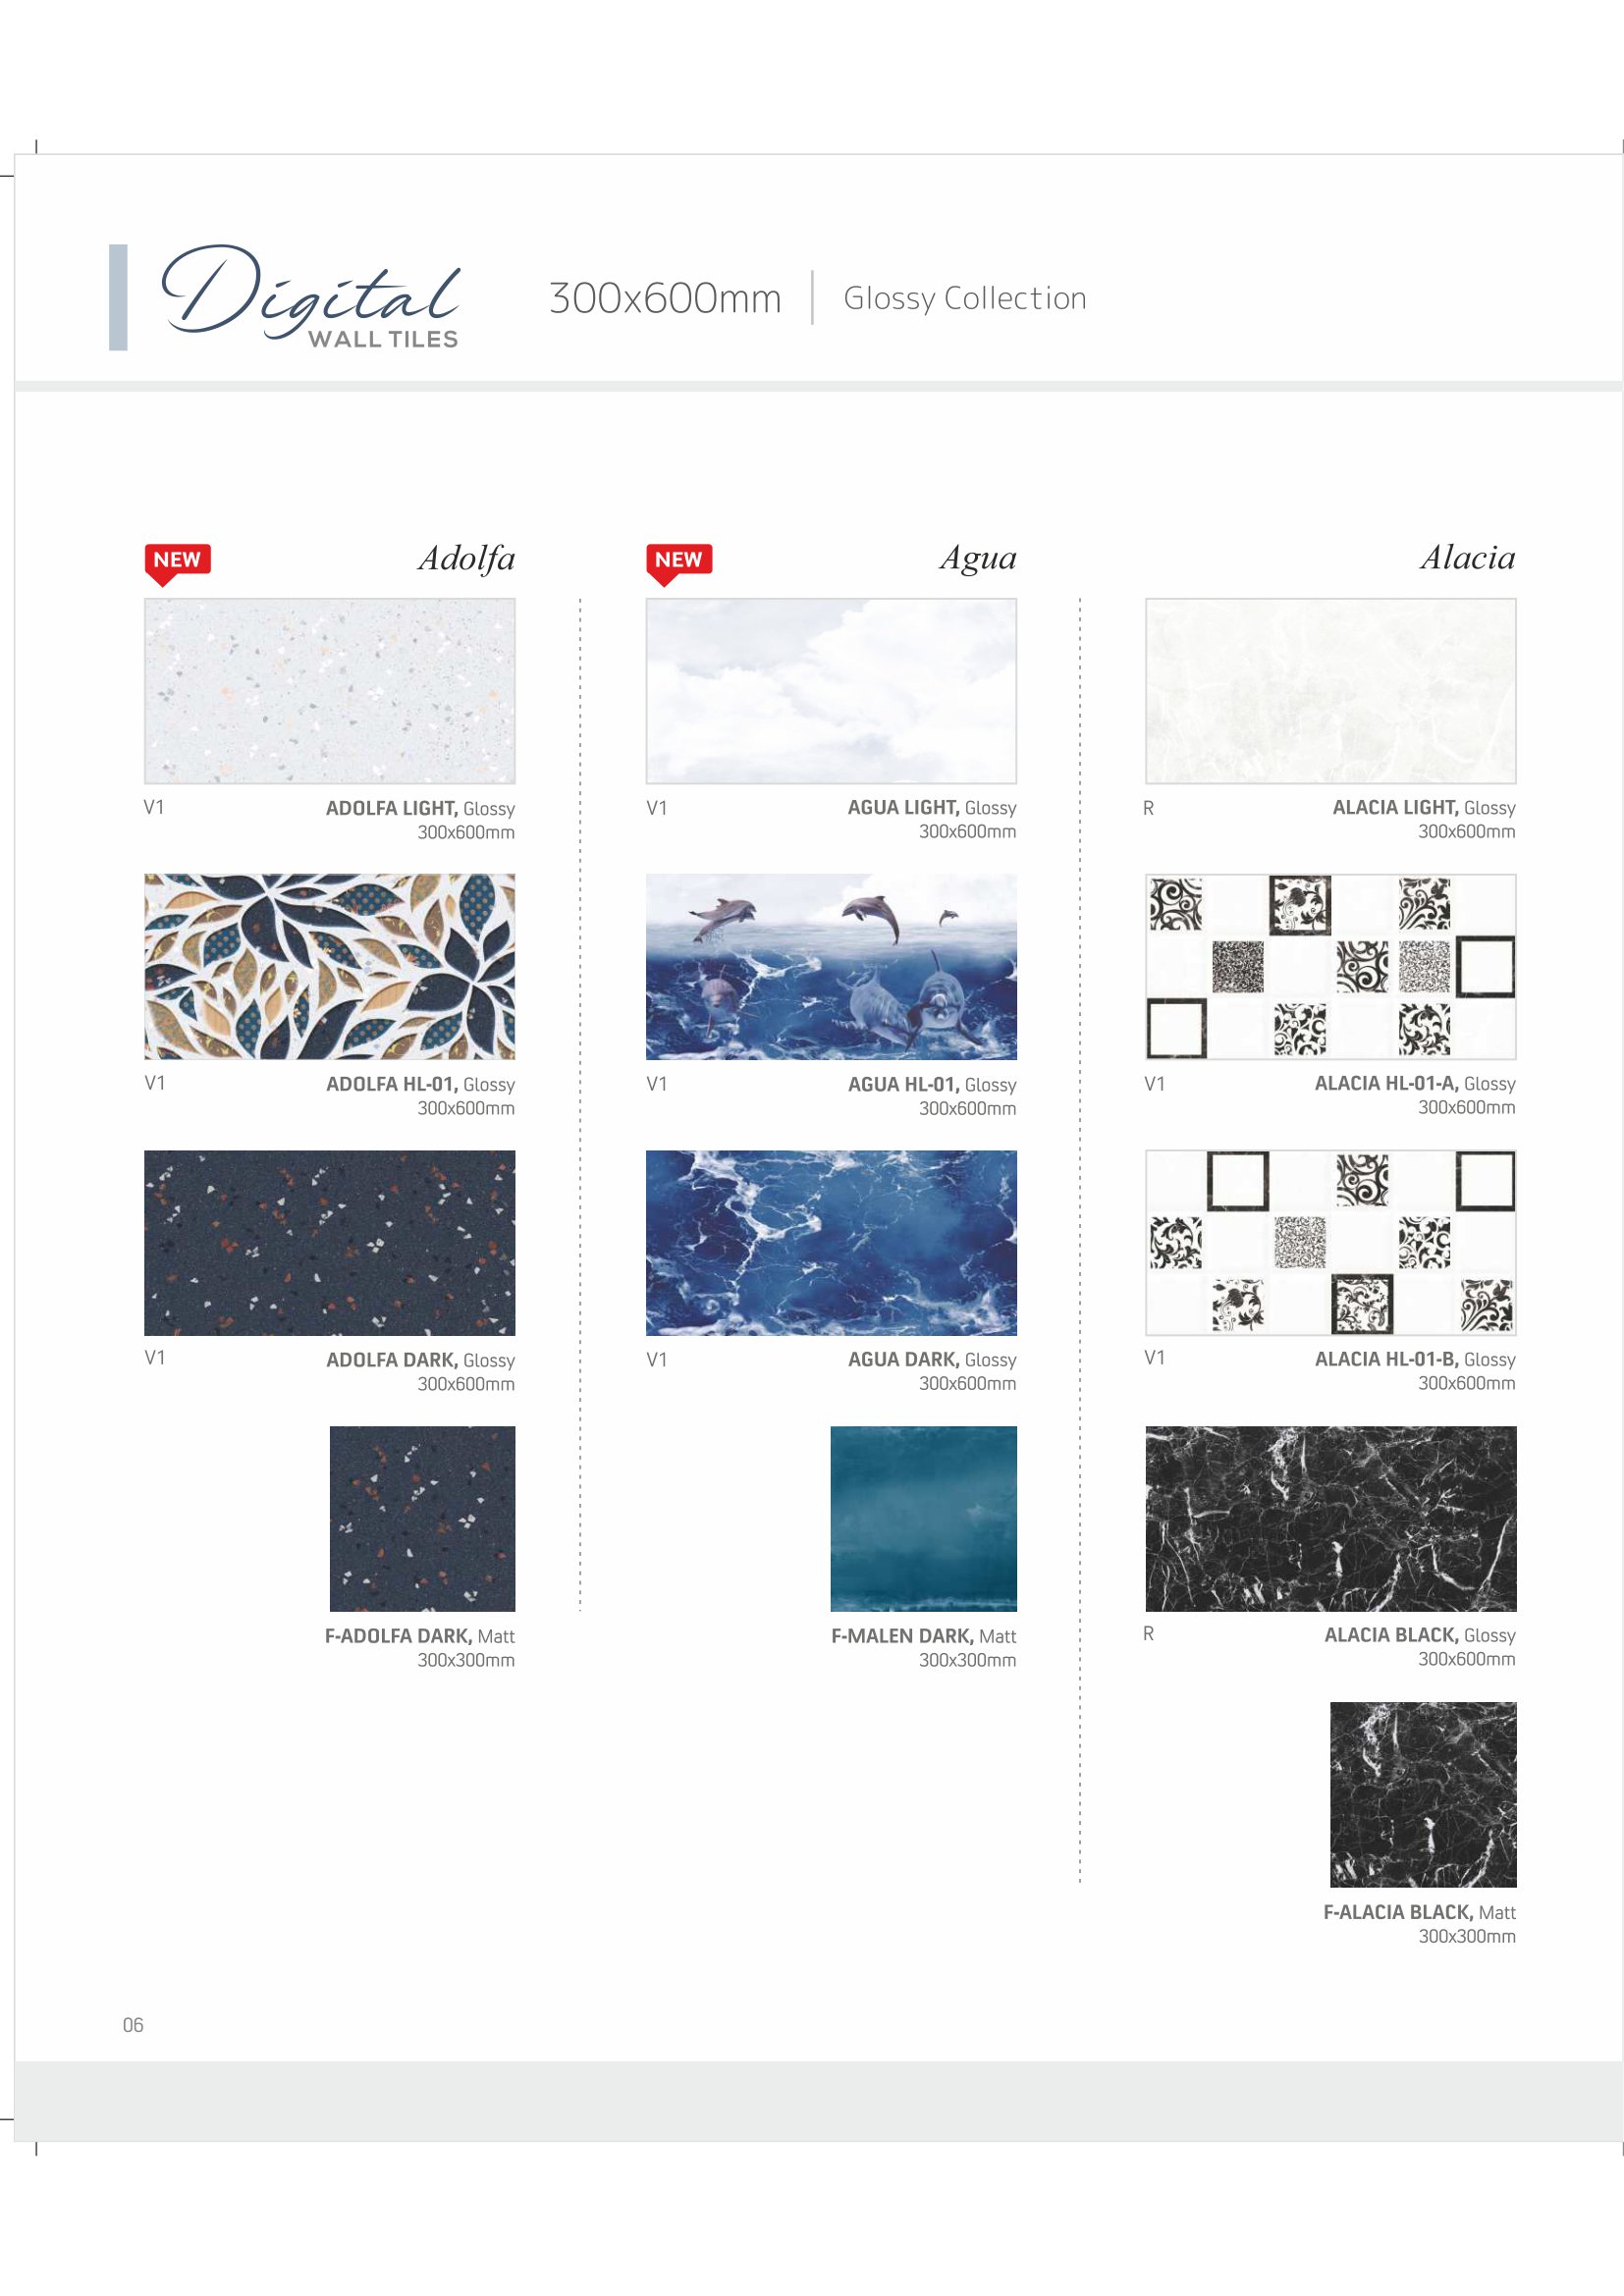 Digital
WALL TILES
300x600mm
Glossy Collection
NEW
Adolfa
V1
ADOLFA LIGHT, Glossy
300x600mm
V1
ADOLFA HL-01, Glossy
300x600mm
V1
ADOLFA DARK, Glossy
300x600mm
F-ADOLFA DARK, Matt
300x300mm
NEW
Agua
V1
AGUA LIGHT, Glossy
300x600mm
V1
AGUA HL-01, Glossy
300x600mm
V1
AGUA DARK, Glossy
300x600mm
F-MALEN DARK, Matt
300x300mm
Alacia
R
ALACIA LIGHT, Glossy
300x600mm
V1
ALACIA HL-01-A, Glossy
300x600mm
V1
ALACIA HL-01-B, Glossy
300x600mm
R
ALACIA BLACK, Glossy
300x600mm
F-ALACIA BLACK, Matt
300x300mm
06